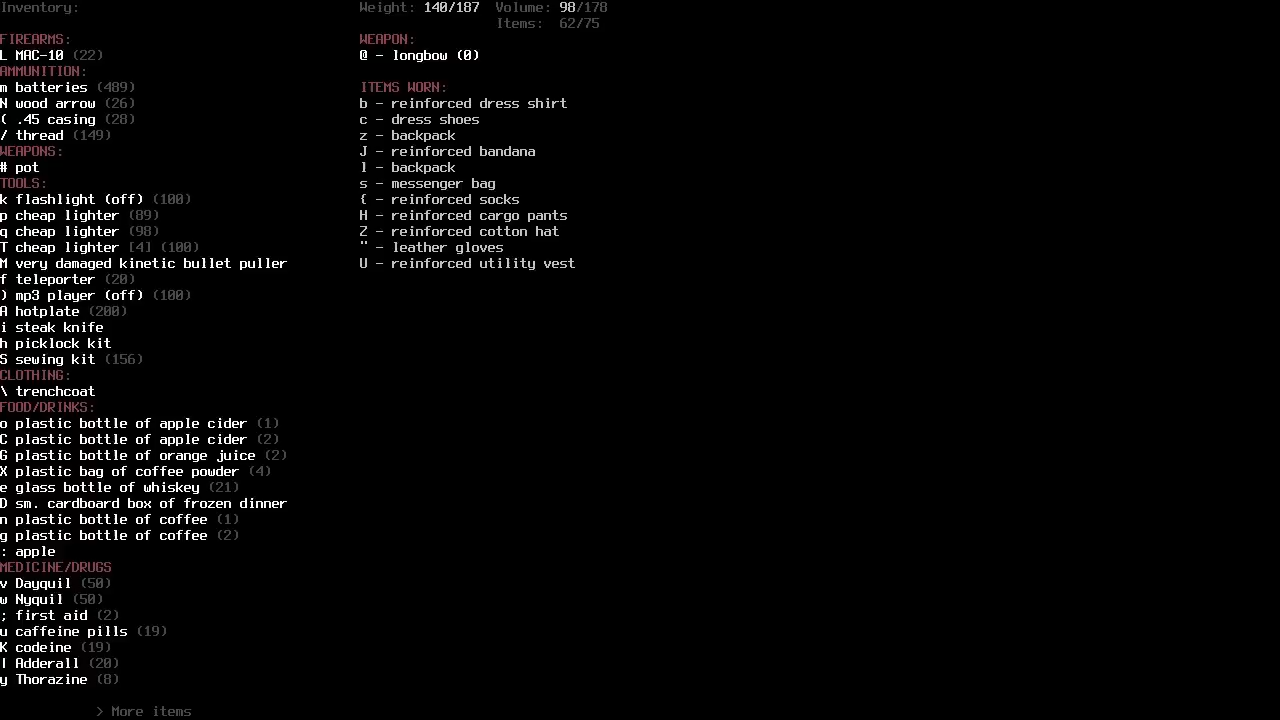 Inventory:
Weight: 140/187  Volume: 98/178
Items:  62/75
FIREARMS:
L MAC-10 (22)
AMMUNITION:
m batteries (489)
N wood arrow (26)
( .45 casing (28)
/ thread (149)
WEAPONS:
# pot
TOOLS:
k flashlight (off) (100)
p cheap lighter (89)
q cheap lighter (98)
T cheap lighter [4] (100)
M very damaged kinetic bullet puller
f teleporter (20)
) mp3 player (off) (100)
A hotplate (200)
i steak knife
h picklock kit
S sewing kit (156)
CLOTHING:
\ trenchcoat
FOOD/DRINKS:
o plastic bottle of apple cider (1)
C plastic bottle of apple cider (2)
G plastic bottle of orange juice (2)
X plastic bag of coffee powder (4)
e glass bottle of whiskey (21)
D sm. cardboard box of frozen dinner
n plastic bottle of coffee (1)
g plastic bottle of coffee (2)
: apple
MEDICINE/DRUGS
v Dayquil (50)
w Nyquil (50)
; first aid (2)
u caffeine pills (19)
K codeine (19)
| Adderall (20)
y Thorazine (8)
> More items
WEAPON:
@ - longbow (0)
ITEMS WORN:
b - reinforced dress shirt
c - dress shoes
z - backpack
J - reinforced bandana
l - backpack
s - messenger bag
{ - reinforced socks
H - reinforced cargo pants
Z - reinforced cotton hat
" - leather gloves
U - reinforced utility vest